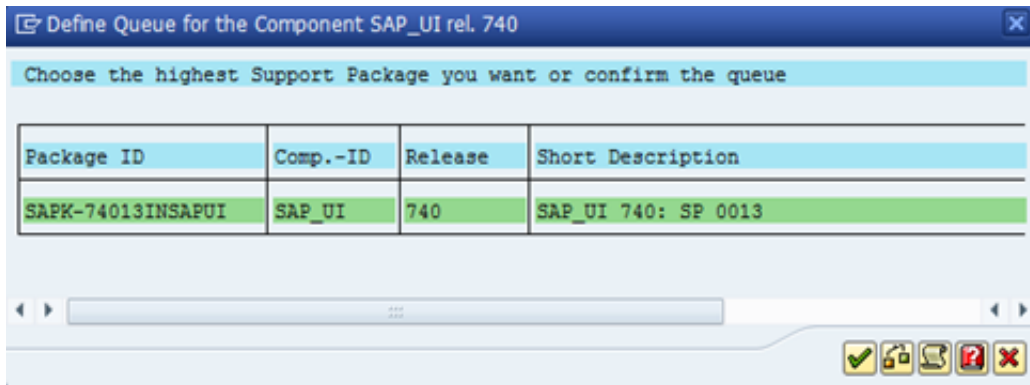 Define Queue for the Component SAP_UI rel. 740
Choose the highest Support Package you want or confirm the queue
Package ID Comp.-ID Release Short Description
SAPK-74013INSAPUI SAP_UI 740 SAP_UI 740: SP 0013